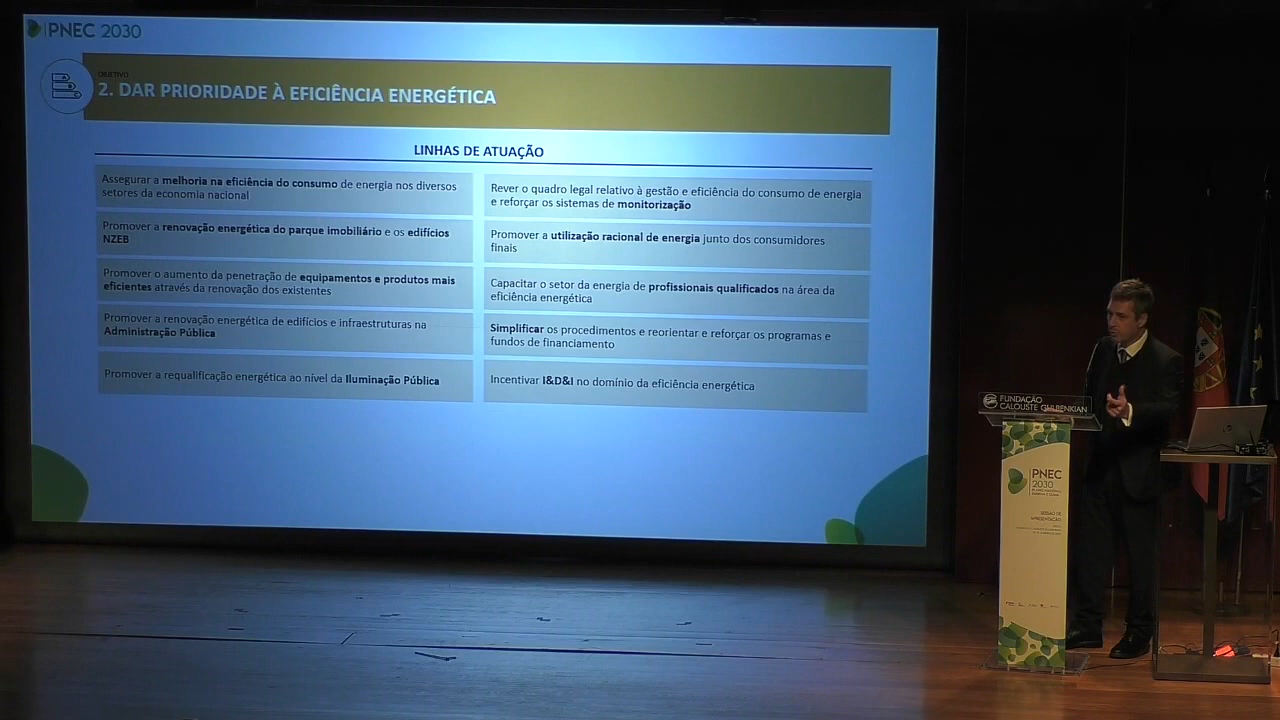 PNEC 2030
OBJETIVO
2. DAR PRIORIDADE À EFICIÊNCIA ENERGÉTICA
LINHAS DE ATUAÇÃO
Assegurar a melhoria na eficiência do consumo de energia nos diversos
setores da economia nacional
Promover a renovação energética do parque imobiliário e os edifícios
NZEB
Promover o aumento da penetração de equipamentos e produtos mais
eficientes através da renovação dos existentes
Promover a renovação energética de edifícios e infraestruturas na
Administração Pública
Promover a requalificação energética ao nível da Iluminação Pública
Rever o quadro legal relativo à gestão e eficiência do consumo de energia
e reforçar os sistemas de monitorização
Promover a utilização racional de energia junto dos consumidores
finais
Capacitar o setor da energia de profissionais qualificados na área da
eficiência energética
Simplificar os procedimentos e reorientar e reforçar os programas e
fundos de financiamento
Incentivar I&D&I no domínio da eficiência energética
FUNDAÇÃO
CALOUSTE GULBENKIAN
PNEC
2030
SESSÃO DE
APRESENTAÇÃO